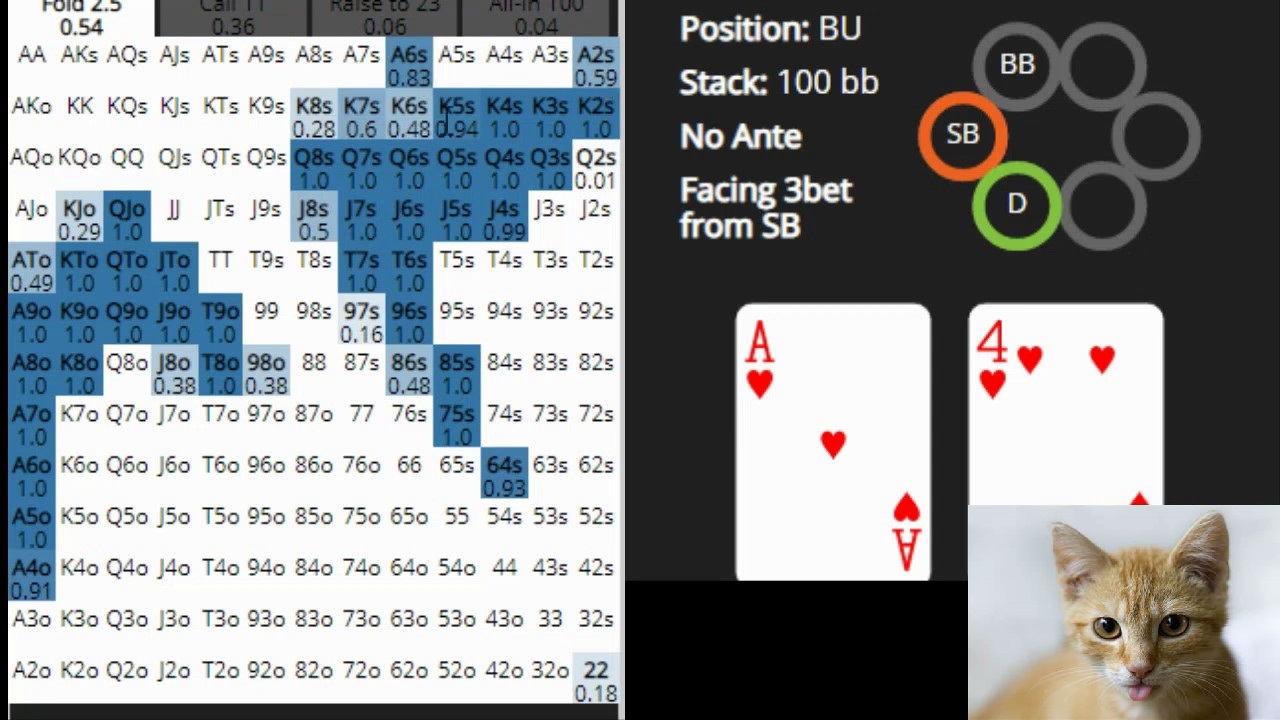 Fold 2.5 Call 11 Raise to 23 All-in 100
0.54 0.36 0.06 0.04
AA AKs AQs AJs ATs A9s A8s A7s A6s A5s A4s A3s A2s
0.83 0.59
AKo KK KQs KJs KTs K9s K8s K7s K6s K5s K4s K3s K2s
0.28 0.6 0.48 0.94 1.0 1.0 1.0
AQo KQo QQ QJs QTs Q9s Q8s Q7s Q6s Q5s Q4s Q3s Q2s
1.0 1.0 1.0 1.0 1.0 1.0 0.01
AJo KJo QJo JJ JTs J9s J8s J7s J6s J5s J4s J3s J2s
0.29 1.0 0.5 1.0 1.0 1.0 0.99
ATo KTo QTo JTo TT T9s T8s T7s T6s T5s T4s T3s T2s
0.49 1.0 1.0 1.0 1.0 1.0
A9o K9o Q9o J9o T9o 99 98s 97s 96s 95s 94s 93s 92s
1.0 1.0 1.0 1.0 1.0 0.16 1.0
A8o K8o Q8o J8o T8o 98o 88 87s 86s 85s 84s 83s 82s
1.0 1.0 0.38 1.0 0.38 0.48 1.0
A7o K7o Q7o J7o T7o 97o 87o 77 76s 75s 74s 73s 72s
1.0 1.0
A6o K6o Q6o J6o T6o 96o 86o 76o 66 65s 64s 63s 62s
1.0 0.93
A5o K5o Q5o J5o T5o 95o 85o 75o 65o 55 54s 53s 52s
1.0
A4o K4o Q4o J4o T4o 94o 84o 74o 64o 54o 44 43s 42s
0.91
A3o K3o Q3o J3o T3o 93o 83o 73o 63o 53o 43o 33 32s
A2o K2o Q2o J2o T2o 92o 82o 72o 62o 52o 42o 32o 22
0.18
Position: BU
Stack: 100 bb
No Ante
Facing 3bet
from SB
BB
SB
D
A 4
A